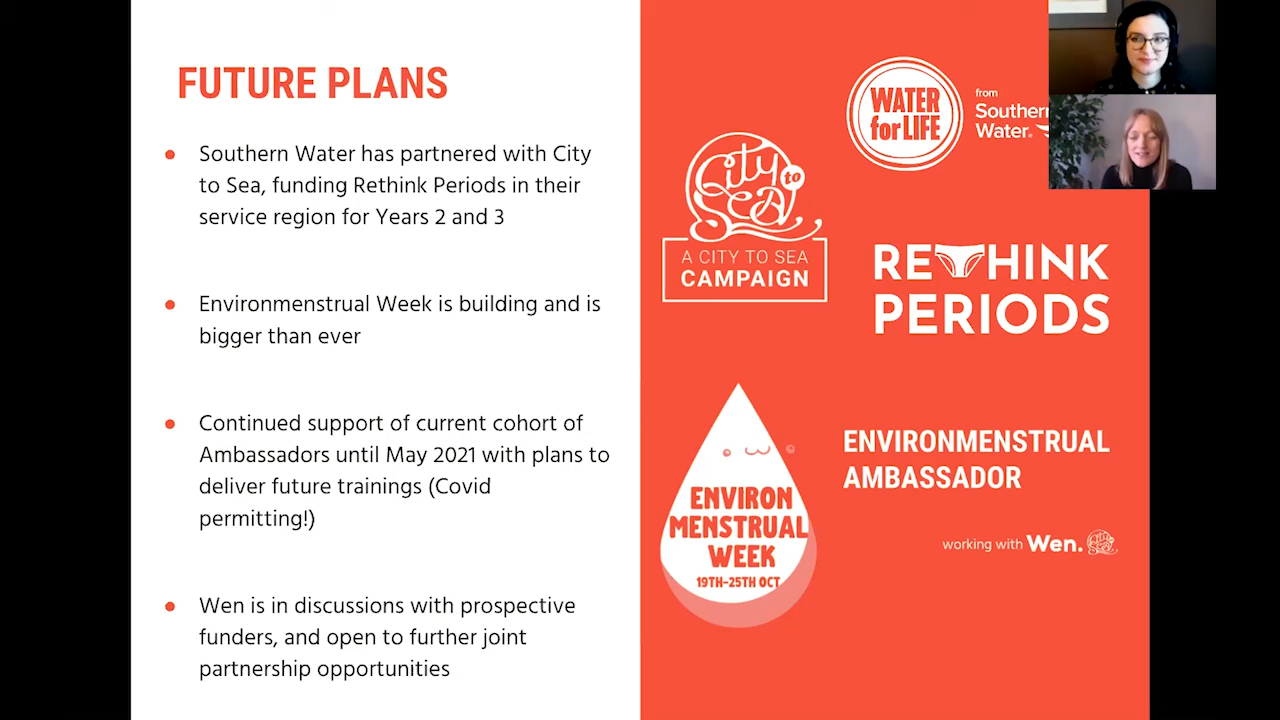 FUTURE PLANS
● Southern Water has partnered with City
to Sea, funding Rethink Periods in their
service region for Years 2 and 3
● Environmenstrual Week is building and is
bigger than ever
● Continued support of current cohort of
Ambassadors until May 2021 with plans to
deliver future trainings (Covid
permitting!)
● Wen is in discussions with prospective
funders, and open to further joint
partnership opportunities
WATER
for LIFE
from
Southern
Water.
City to
Sea
A CITY TO SEA
CAMPAIGN
RETHINK
PERIODS
ENVIRON
MENSTRUAL
WEEK
19TH-25TH OCT
ENVIRONMENSTRUAL
AMBASSADOR
working with Wen. City to Sea